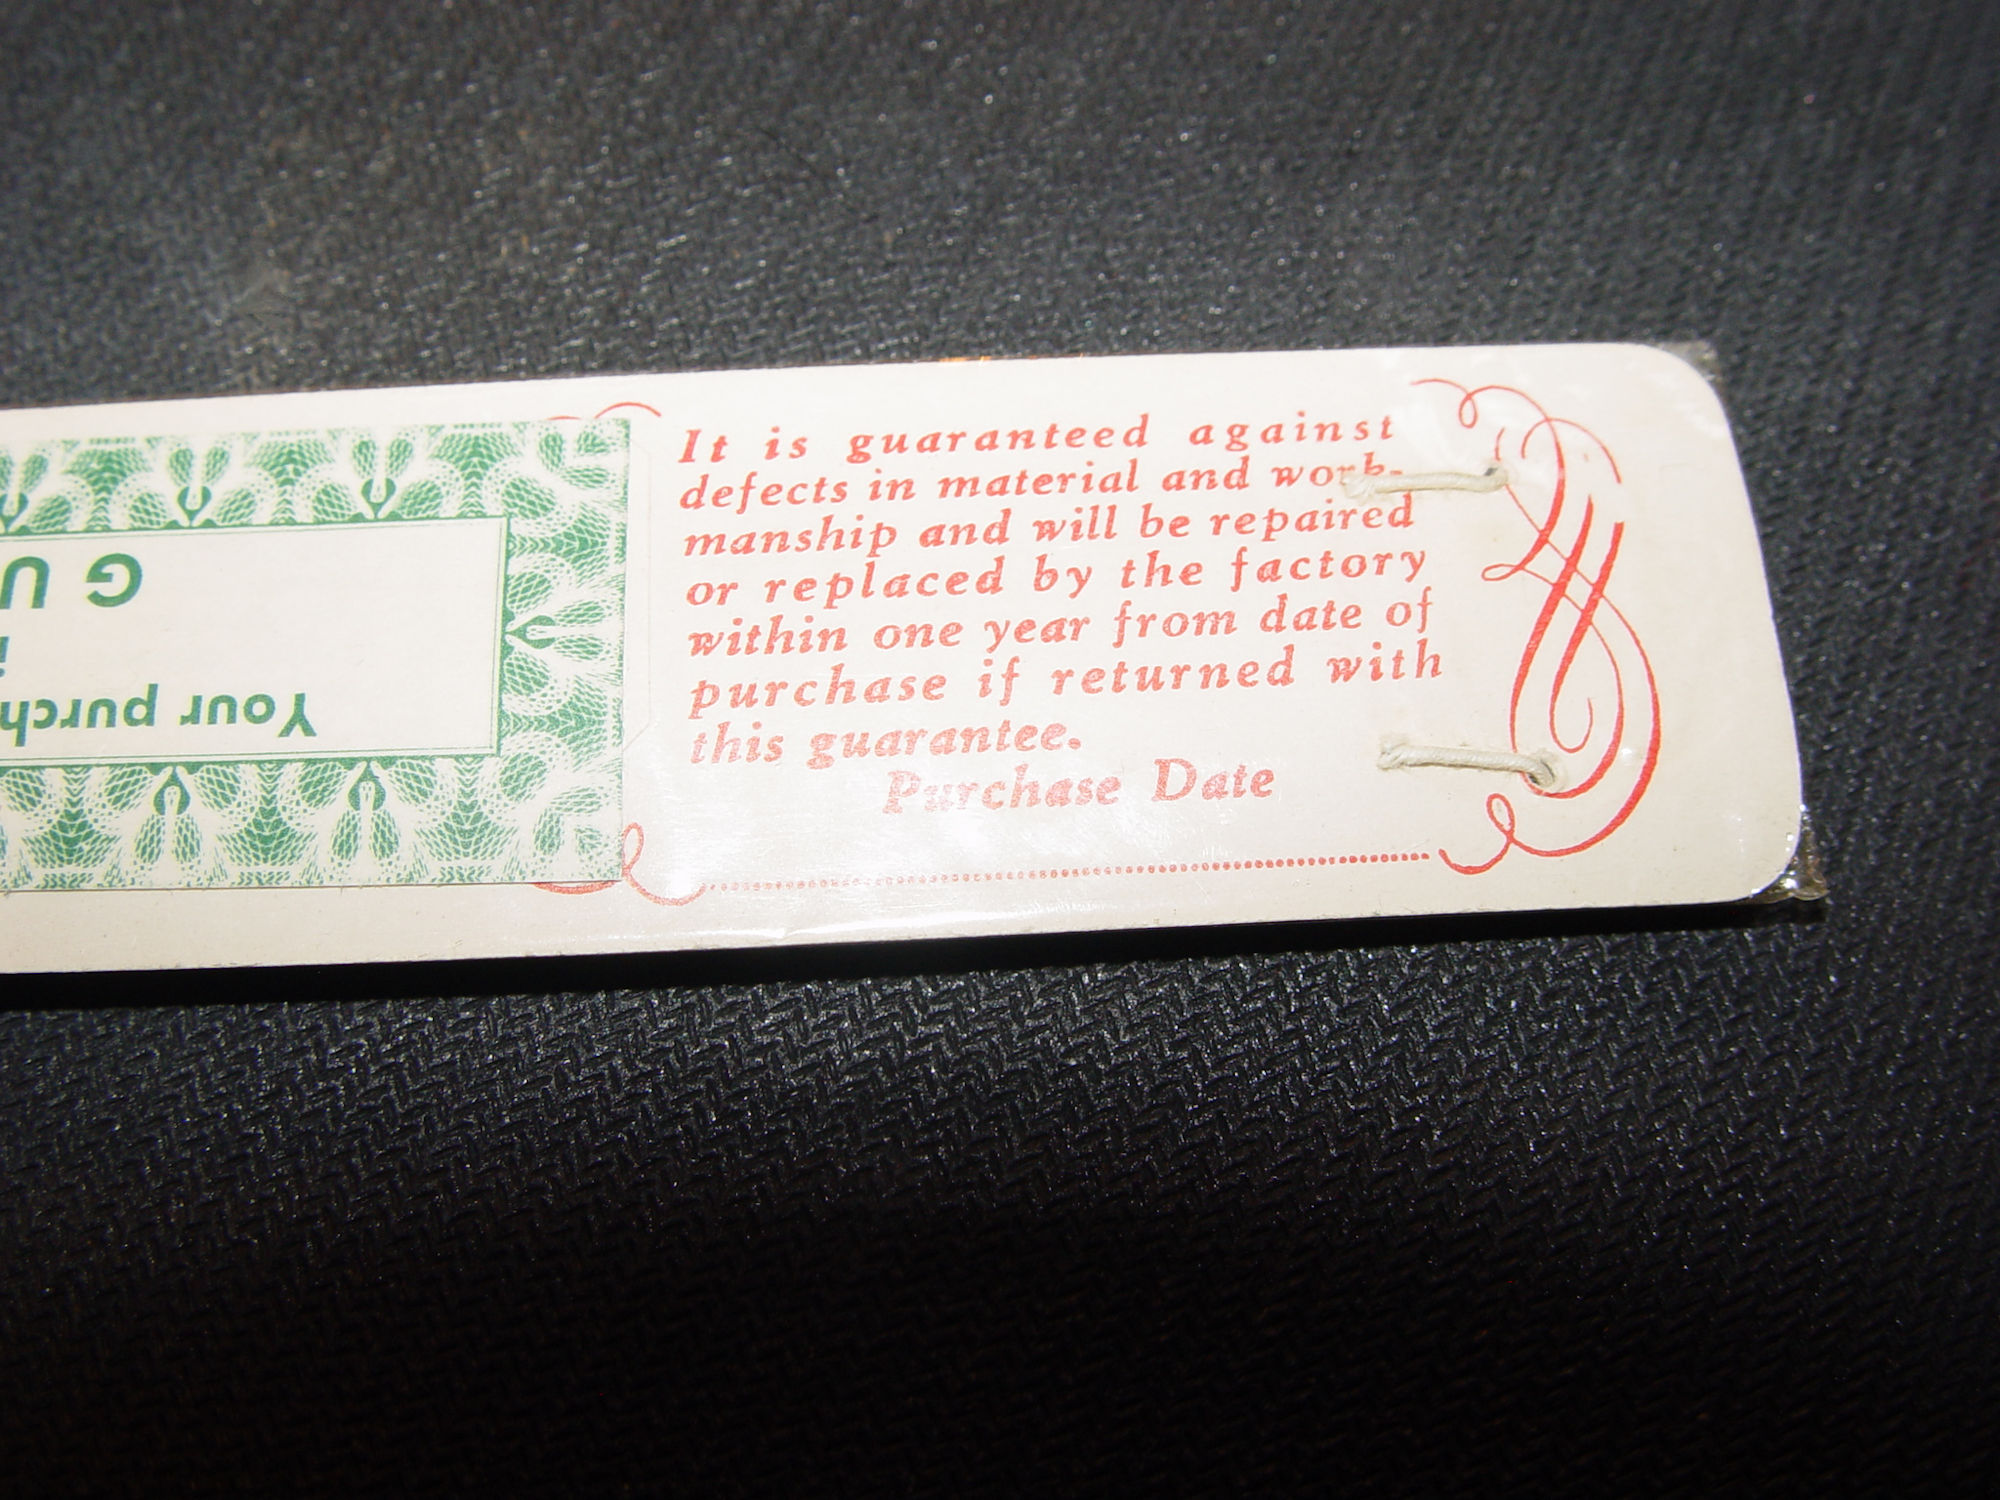 It is guaranteed against
defects in material and work-
manship and will be repaired
or replaced by the factory
within one year from date of
purchase if returned with
this guarantee.
Purchase Date
Your purch
i
G U